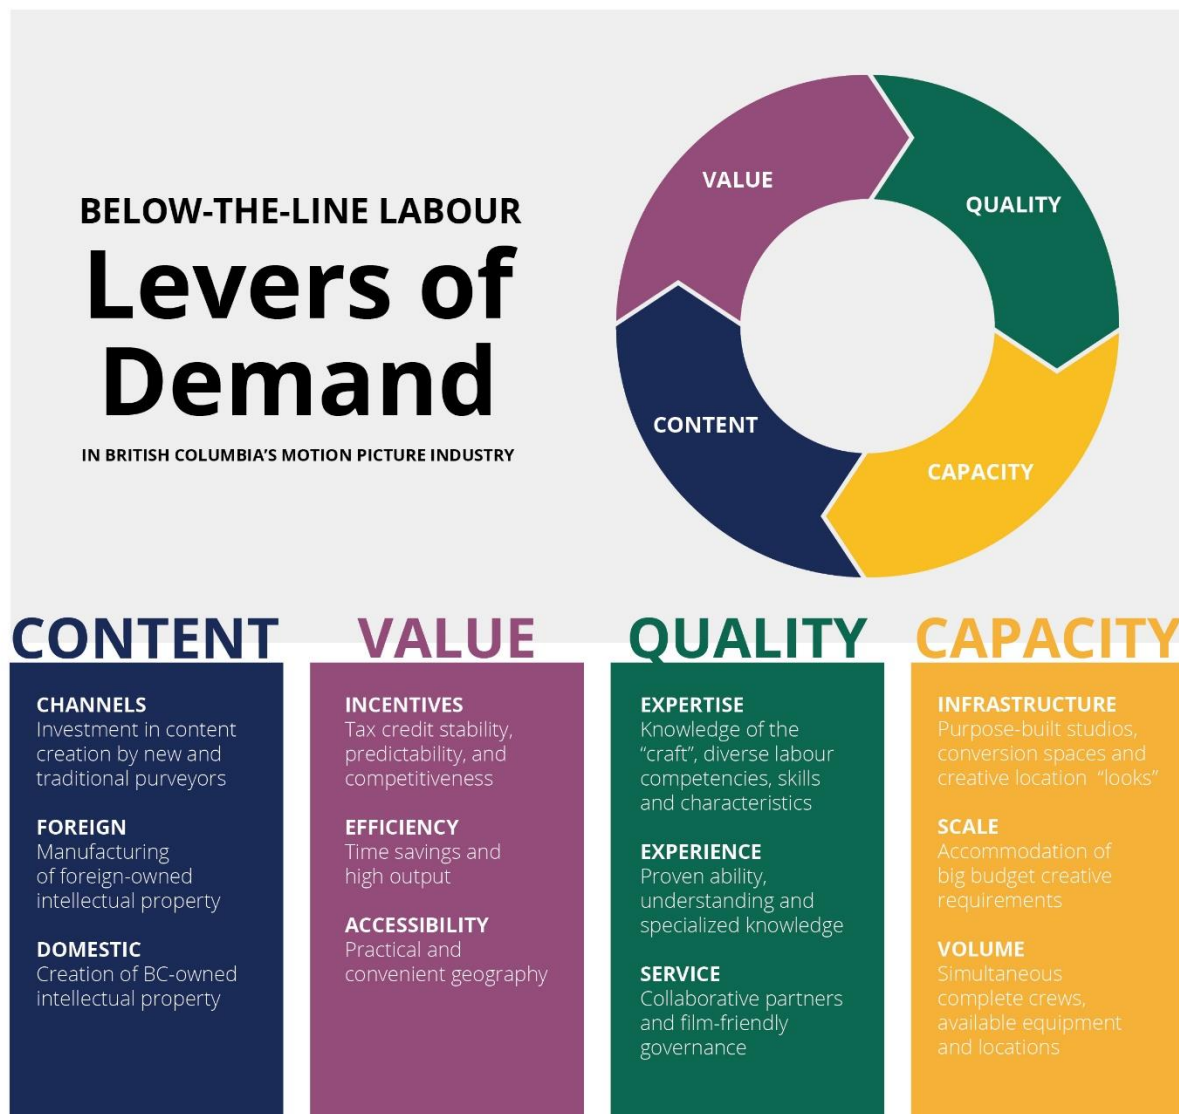 BELOW-THE-LINE LABOUR
Levers of
Demand
IN BRITISH COLUMBIA’S MOTION PICTURE INDUSTRY
VALUE
QUALITY
CONTENT
CAPACITY
CONTENT
CHANNELS
Investment in content
creation by new and
traditional purveyors
FOREIGN
Manufacturing
of foreign-owned
intellectual property
DOMESTIC
Creation of BC-owned
intellectual property
VALUE
INCENTIVES
Tax credit stability,
predictability, and
competitiveness
EFFICIENCY
Time savings and
high output
ACCESSIBILITY
Practical and
convenient geography
QUALITY
EXPERTISE
Knowledge of the
“craft”, diverse labour
competencies, skills
and characteristics
EXPERIENCE
Proven ability,
understanding and
specialized knowledge
SERVICE
Collaborative partners
and film-friendly
governance
CAPACITY
INFRASTRUCTURE
Purpose-built studios,
conversion spaces and
creative location “looks”
SCALE
Accommodation of
big budget creative
requirements
VOLUME
Simultaneous
complete crews,
available equipment
and locations